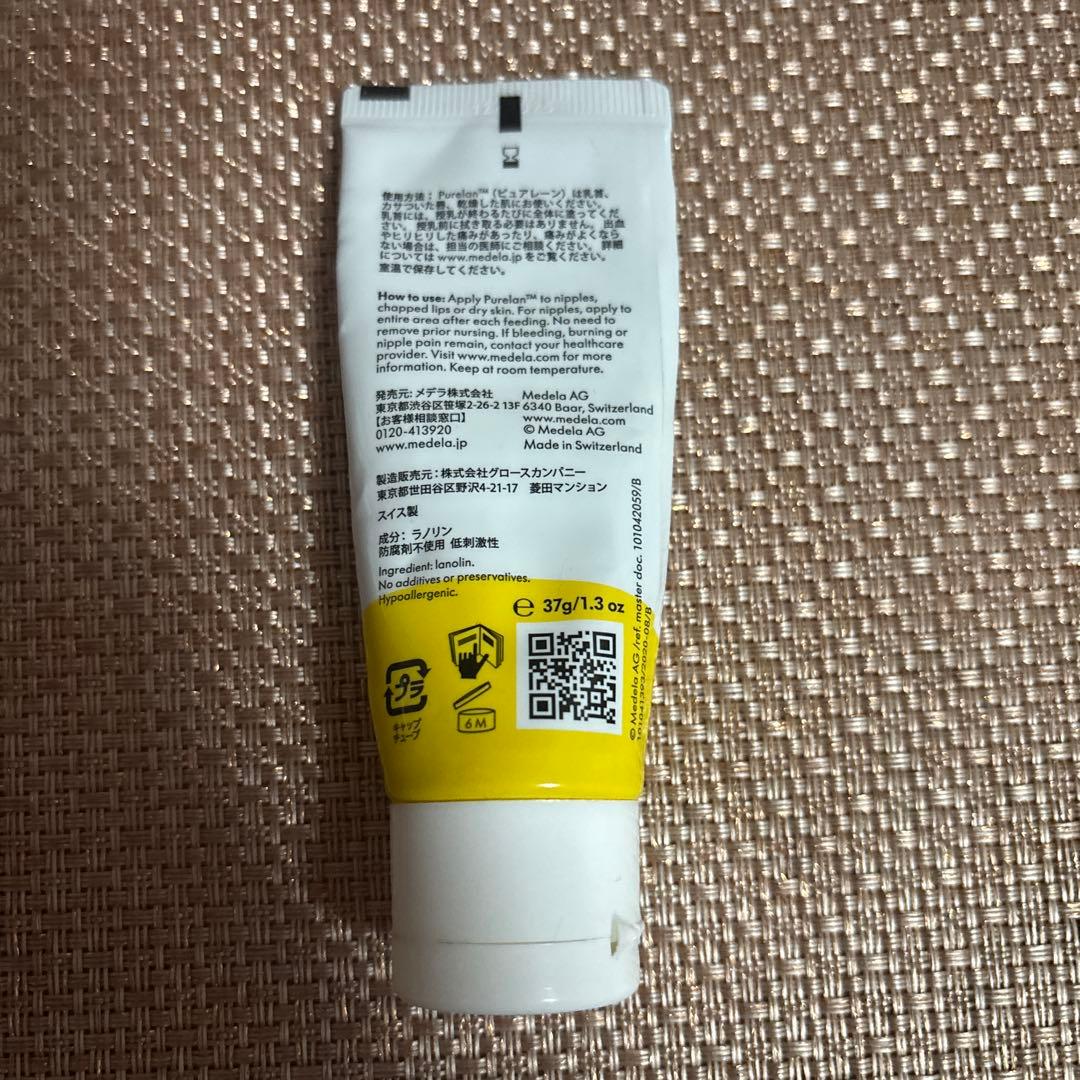 使用方法： Purelan™（ピュアレーン）は乳首、
カサついた唇、乾燥した肌にお使いください。
乳首には、授乳が終わるたびに全体に塗ってくだ
さい。 授乳前に拭き取る必要はありません。 出血
やヒリヒリした痛みがあったり、痛みがよくなら
ない場合は、担当の医師にご相談ください。 詳細
については www.medela.jp をご覧ください。
室温で保存してください。
How to use: Apply Purelan™ to nipples,
chapped lips or dry skin. For nipples, apply to
entire area after each feeding. No need to
remove prior nursing. If bleeding, burning or
nipple pain remain, contact your healthcare
provider. Visit www.medela.com for more
information. Keep at room temperature.
発売元: メデラ株式会社
東京都渋谷区笹塚2-26-2 13F
【お客様相談窓口】
0120-413920
www.medela.jp
Medela AG
6340 Baar, Switzerland
www.medela.com
© Medela AG
Made in Switzerland
製造販売元：株式会社グロースカンパニー
東京都世田谷区野沢4-21-17 菱田マンション
スイス製
成分： ラノリン
防腐剤不使用 低刺激性
Ingredient: lanolin.
No additives or preservatives.
Hypoallergenic.
℮ 37g/1.3 oz
プラ
キャップ
チューブ
6 M
© Medela AG /ref. master doc. 101042059/B
101041393/2020-08/B